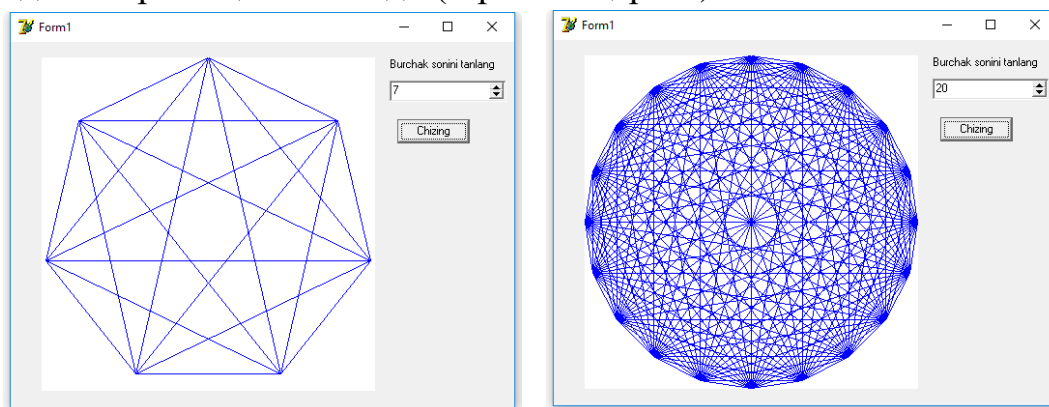 Form1
Burchak sonini tanlang
7
Chizing
Form1
Burchak sonini tanlang
20
Chizing